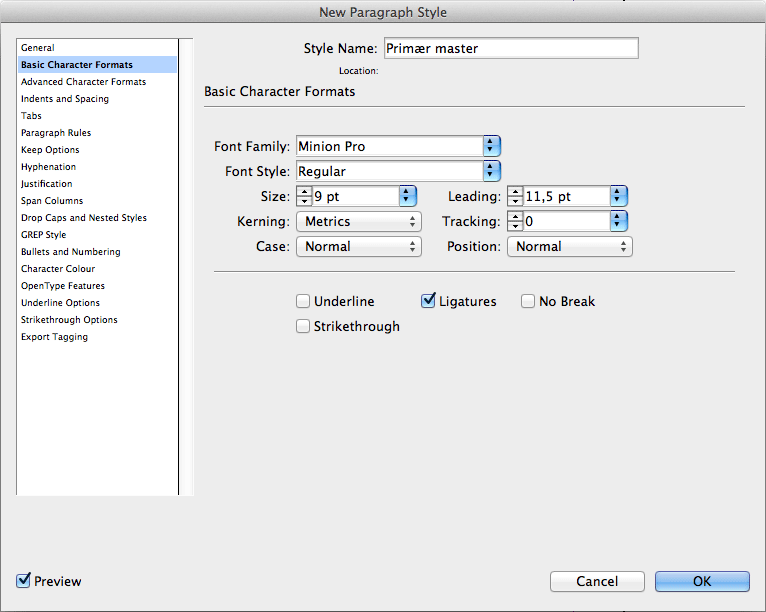 New Paragraph Style
General
Basic Character Formats
Advanced Character Formats
Indents and Spacing
Tabs
Paragraph Rules
Keep Options
Hyphenation
Justification
Span Columns
Drop Caps and Nested Styles
GREP Style
Bullets and Numbering
Character Colour
OpenType Features
Underline Options
Strikethrough Options
Export Tagging
Style Name: Primær master
Location:
Basic Character Formats
Font Family: Minion Pro
Font Style: Regular
Size: 9 pt Leading: 11,5 pt
Kerning: Metrics Tracking: 0
Case: Normal Position: Normal
Underline Ligatures No Break
Strikethrough
Preview Cancel OK